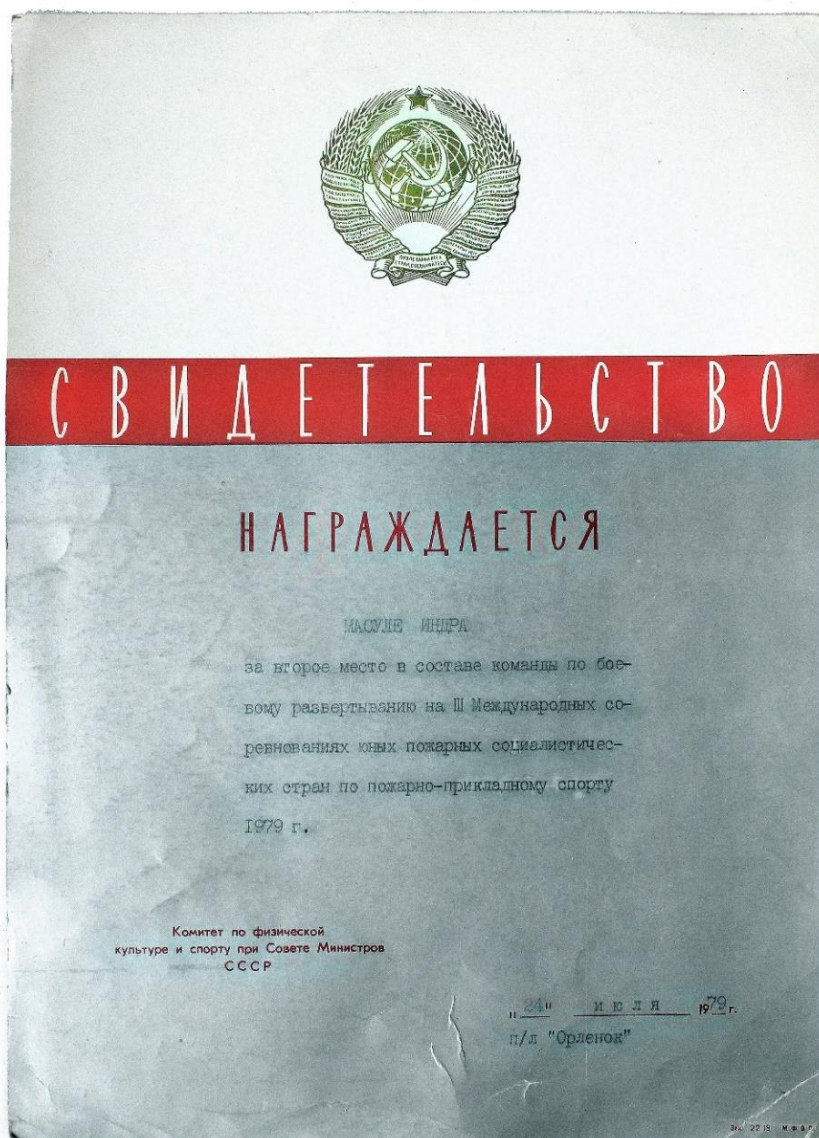 СВИДЕТЕЛЬСТВО
НАГРАЖДАЕТСЯ
МАСУЛЕ ИНДРА
за второе место в составе команды по бое-
вому развертыванию на III Международных со-
ревнованиях юных пожарных социалистичес-
ких стран по пожарно-прикладному спорту
1979 г.
Комитет по физической
культуре и спорту при Совете Министров
СССР
„24" июля 1979 г.
п/л "Орленок"